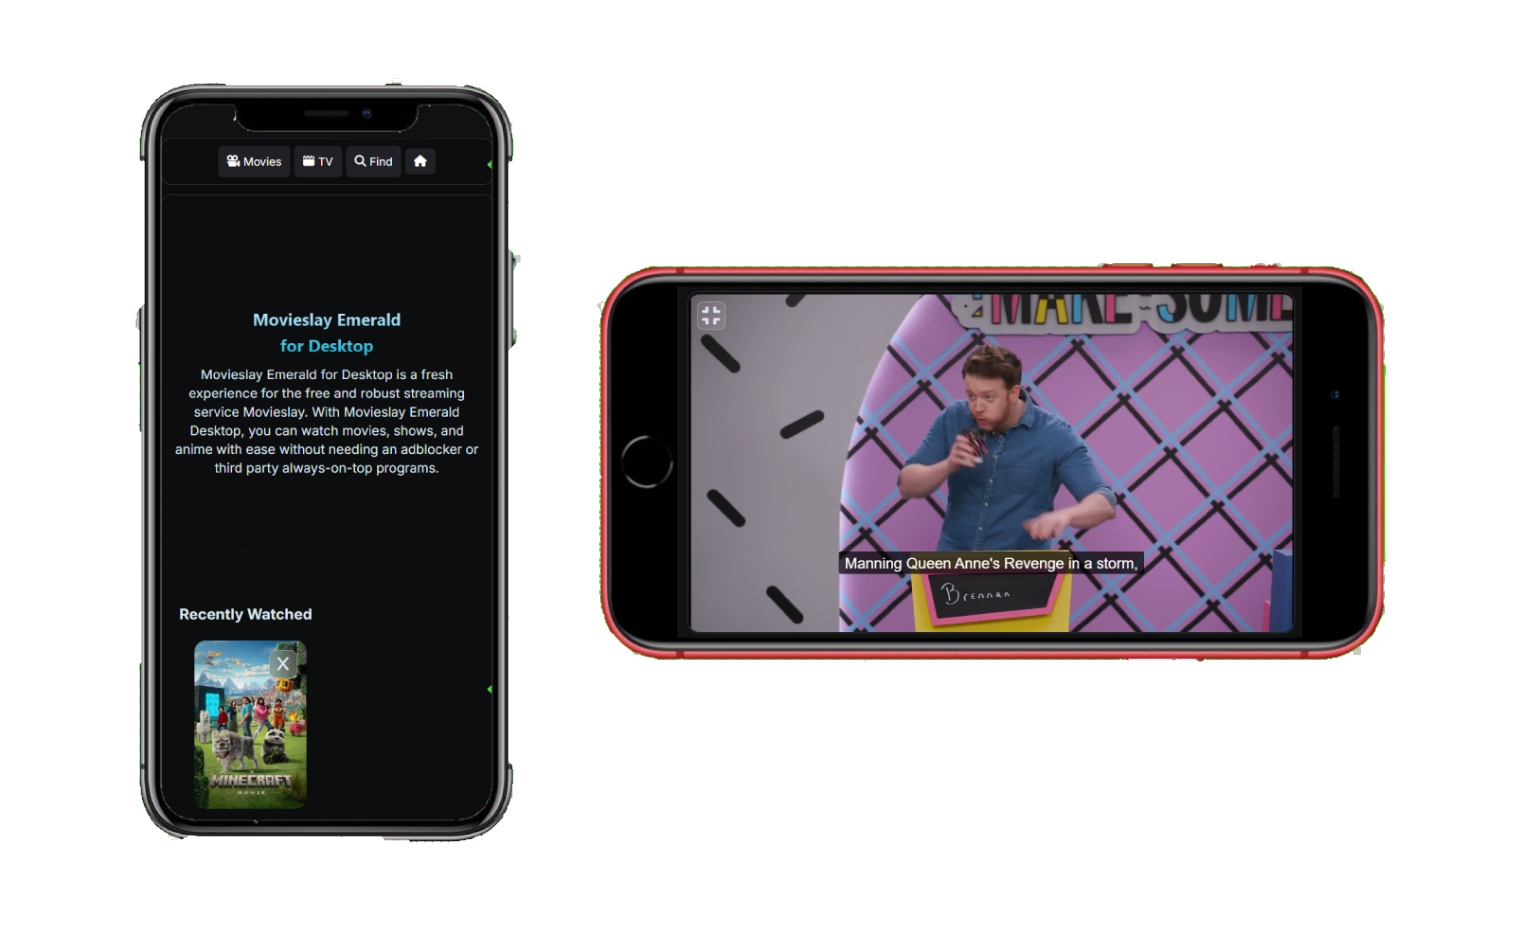 Movies
TV
Find
Movieslay Emerald
for Desktop
Movieslay Emerald for Desktop is a fresh
experience for the free and robust streaming
service Movieslay. With Movieslay Emerald
Desktop, you can watch movies, shows, and
anime with ease without needing an adblocker or
third party always-on-top programs.
Recently Watched
X
MINECRAFT
MOVIE
MAKE SOME
Manning Queen Anne's Revenge in a storm,
Brennan